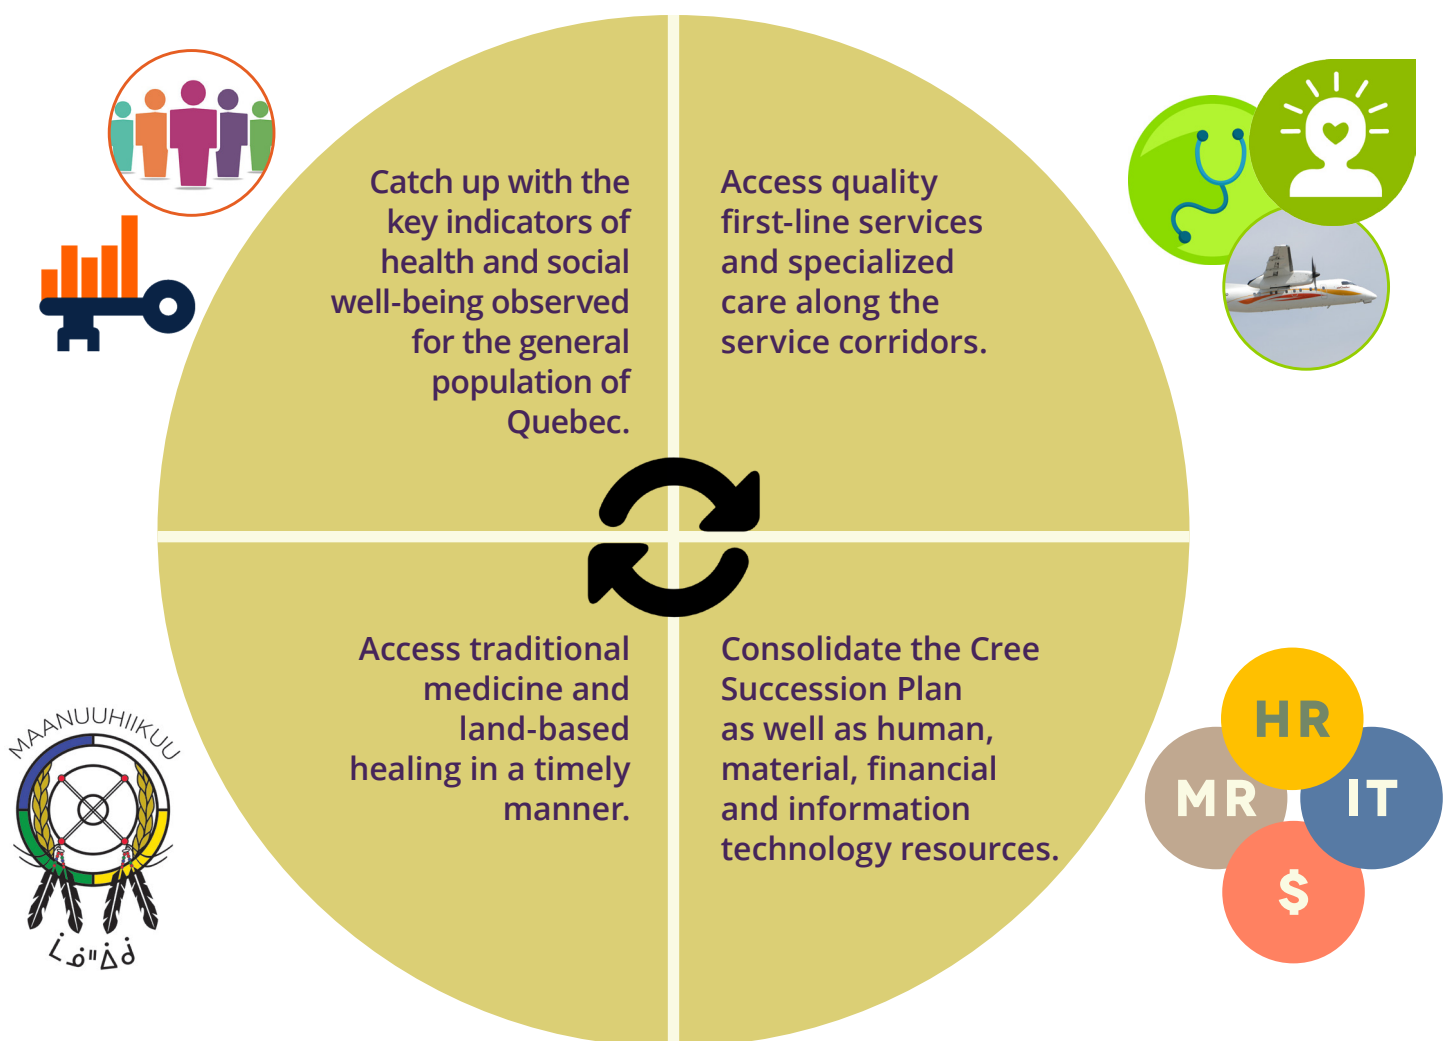 Catch up with the
key indicators of
health and social
well-being observed
for the general
population of
Quebec.
Access quality
first-line services
and specialized
care along the
service corridors.
Access traditional
medicine and
land-based
healing in a timely
manner.
Consolidate the Cree
Succession Plan
as well as human,
material, financial
and information
technology resources.
MAANUUHIIKUU
ᒫᓅᐦᐄᑰ
HR
MR
IT
$